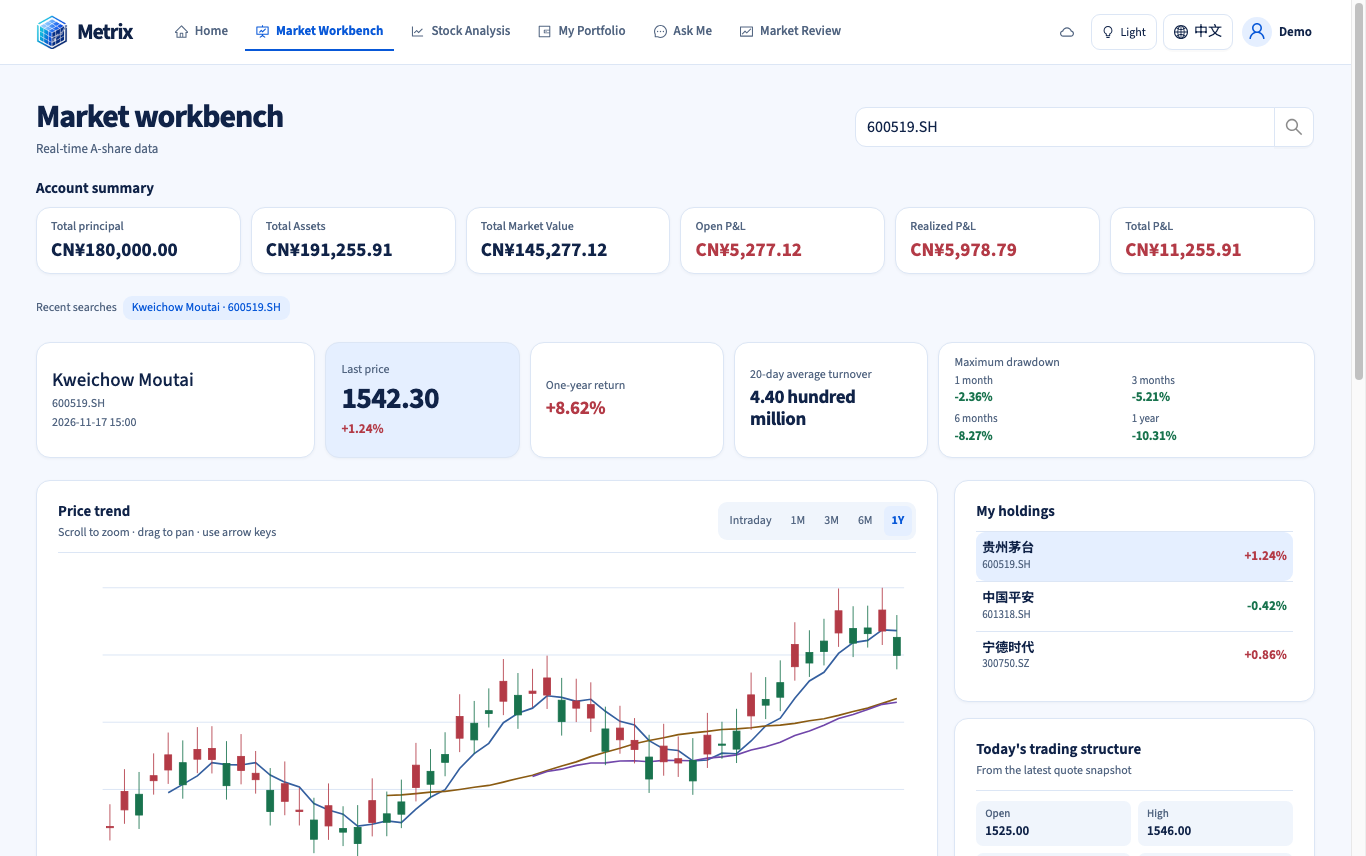 Metrix
Home
Market Workbench
Stock Analysis
My Portfolio
Ask Me
Market Review
Light
中文
Demo
Market workbench
Real-time A-share data
600519.SH
Account summary
Total principal
CN¥180,000.00
Total Assets
CN¥191,255.91
Total Market Value
CN¥145,277.12
Open P&L
CN¥5,277.12
Realized P&L
CN¥5,978.79
Total P&L
CN¥11,255.91
Recent searches
Kweichow Moutai · 600519.SH
Kweichow Moutai
600519.SH
2026-11-17 15:00
Last price
1542.30
+1.24%
One-year return
+8.62%
20-day average turnover
4.40 hundred
million
Maximum drawdown
1 month
-2.36%
3 months
-5.21%
6 months
-8.27%
1 year
-10.31%
Price trend
Scroll to zoom · drag to pan · use arrow keys
Intraday
1M
3M
6M
1Y
My holdings
贵州茅台
600519.SH
+1.24%
中国平安
601318.SH
-0.42%
宁德时代
300750.SZ
+0.86%
Today's trading structure
From the latest quote snapshot
Open
1525.00
High
1546.00